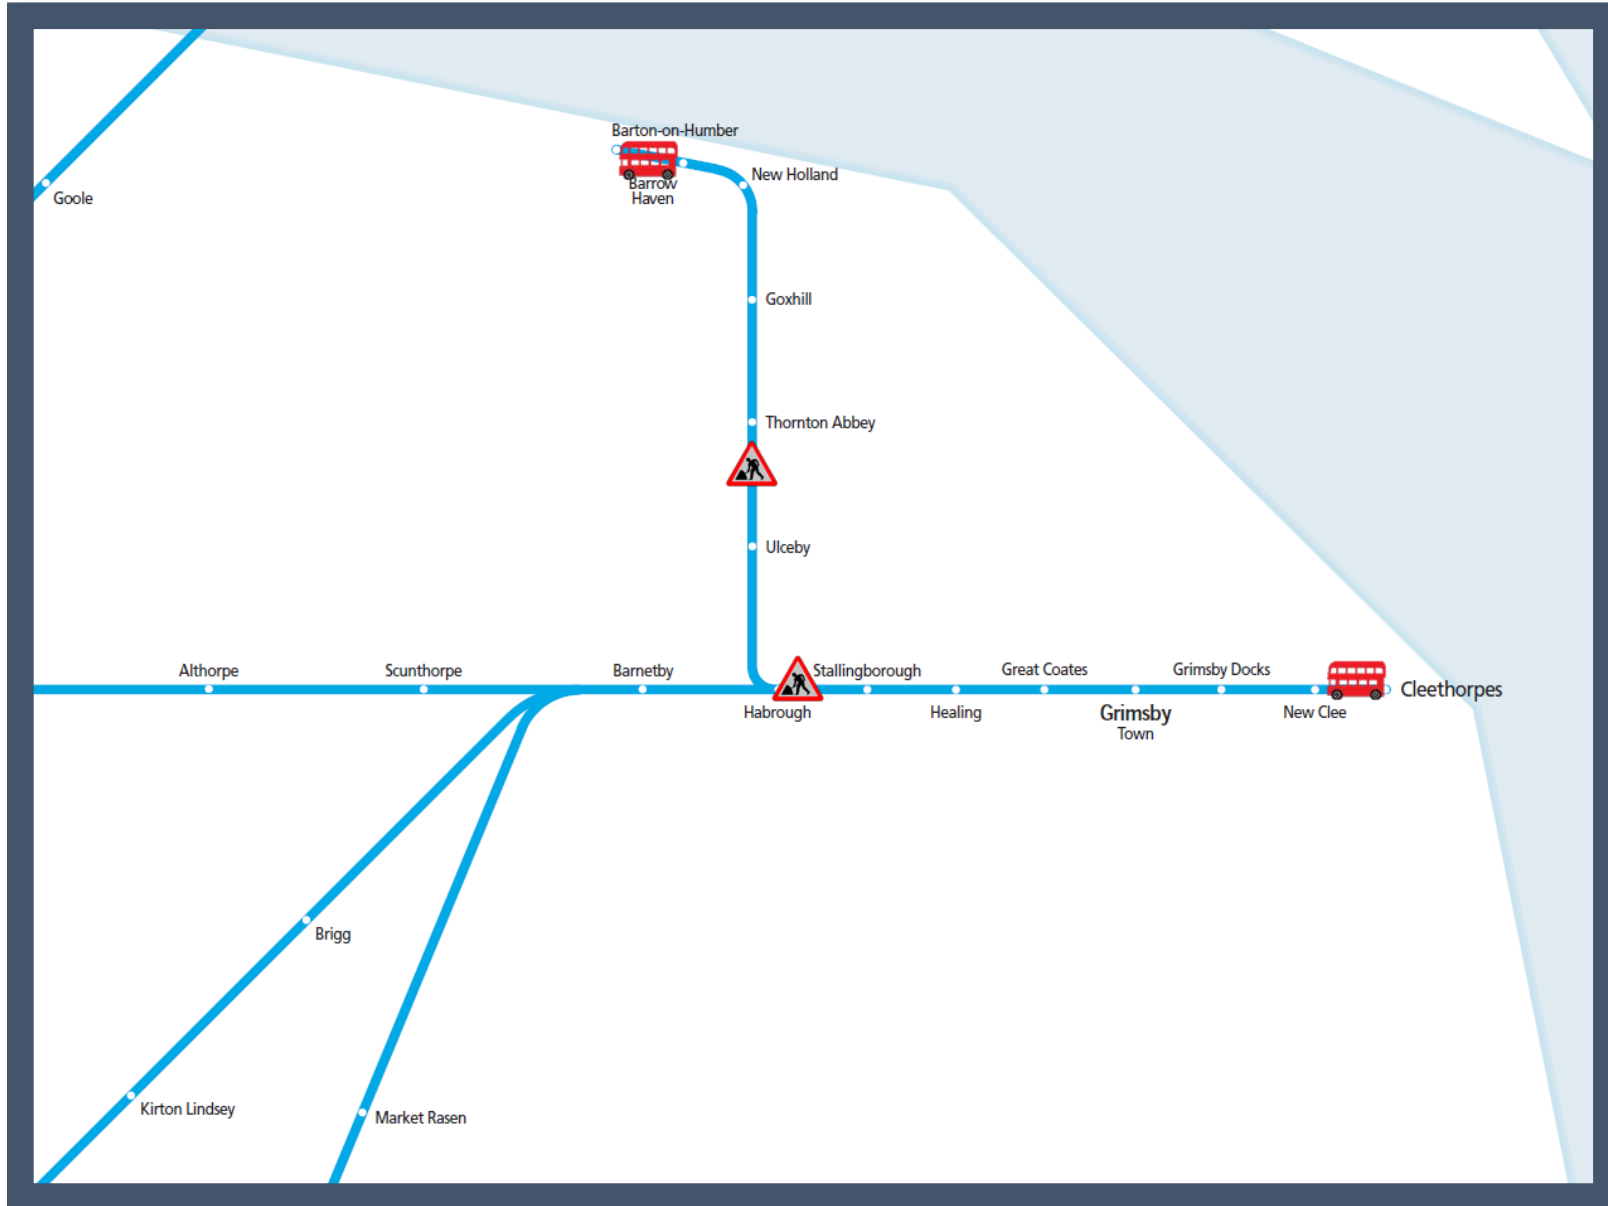 Barton-on-Humber
New Holland
Barrow
Haven
Goole
Goxhill
Thornton Abbey
Ulceby
Althorpe
Scunthorpe
Barnetby
Stallingborough
Great Coates
Grimsby Docks
Cleethorpes
Habrough
Healing
Grimsby
Town
New Clee
Brigg
Kirton Lindsey
Market Rasen